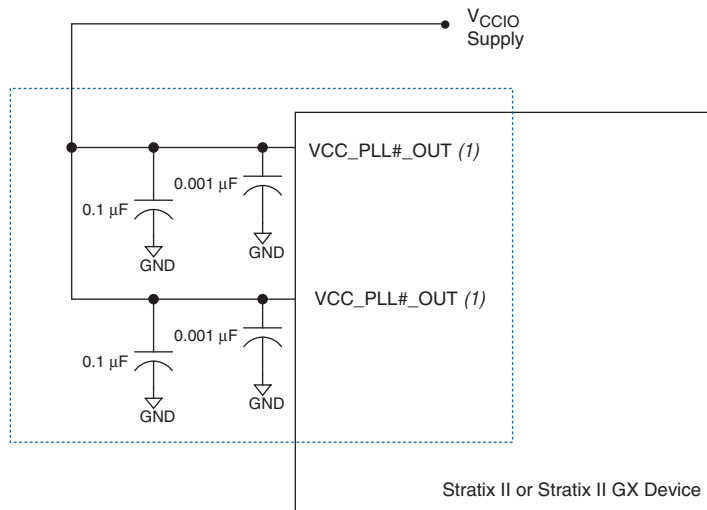 VCCIO
Supply
VCC_PLL#_OUT (1)
0.001 μF
0.1 μF
GND
GND
VCC_PLL#_OUT (1)
0.001 μF
0.1 μF
GND
GND
Stratix II or Stratix II GX Device